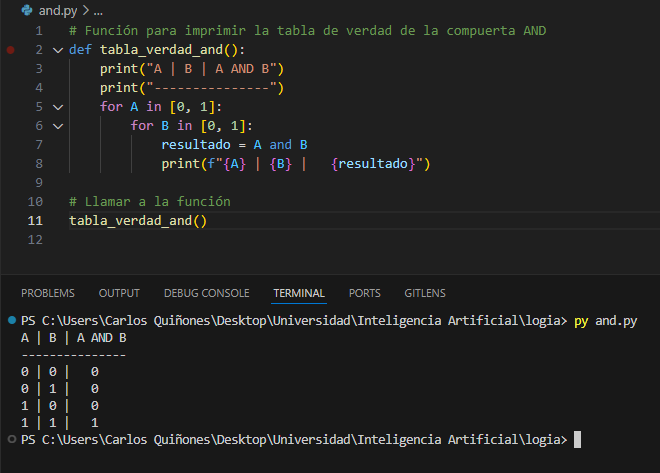 and.py > ...
1 # Función para imprimir la tabla de verdad de la compuerta AND
2 def tabla_verdad_and():
3     print("A | B | A AND B")
4     print("---------------")
5     for A in [0, 1]:
6         for B in [0, 1]:
7             resultado = A and B
8             print(f"{A} | {B} |   {resultado}")
9
10 # Llamar a la función
11 tabla_verdad_and()
12
PROBLEMS OUTPUT DEBUG CONSOLE TERMINAL PORTS GITLENS
PS C:\Users\Carlos Quiñones\Desktop\Universidad\Inteligencia Artificial\logia> py and.py
A | B | A AND B
---------------
0 | 0 |   0
0 | 1 |   0
1 | 0 |   0
1 | 1 |   1
PS C:\Users\Carlos Quiñones\Desktop\Universidad\Inteligencia Artificial\logia>